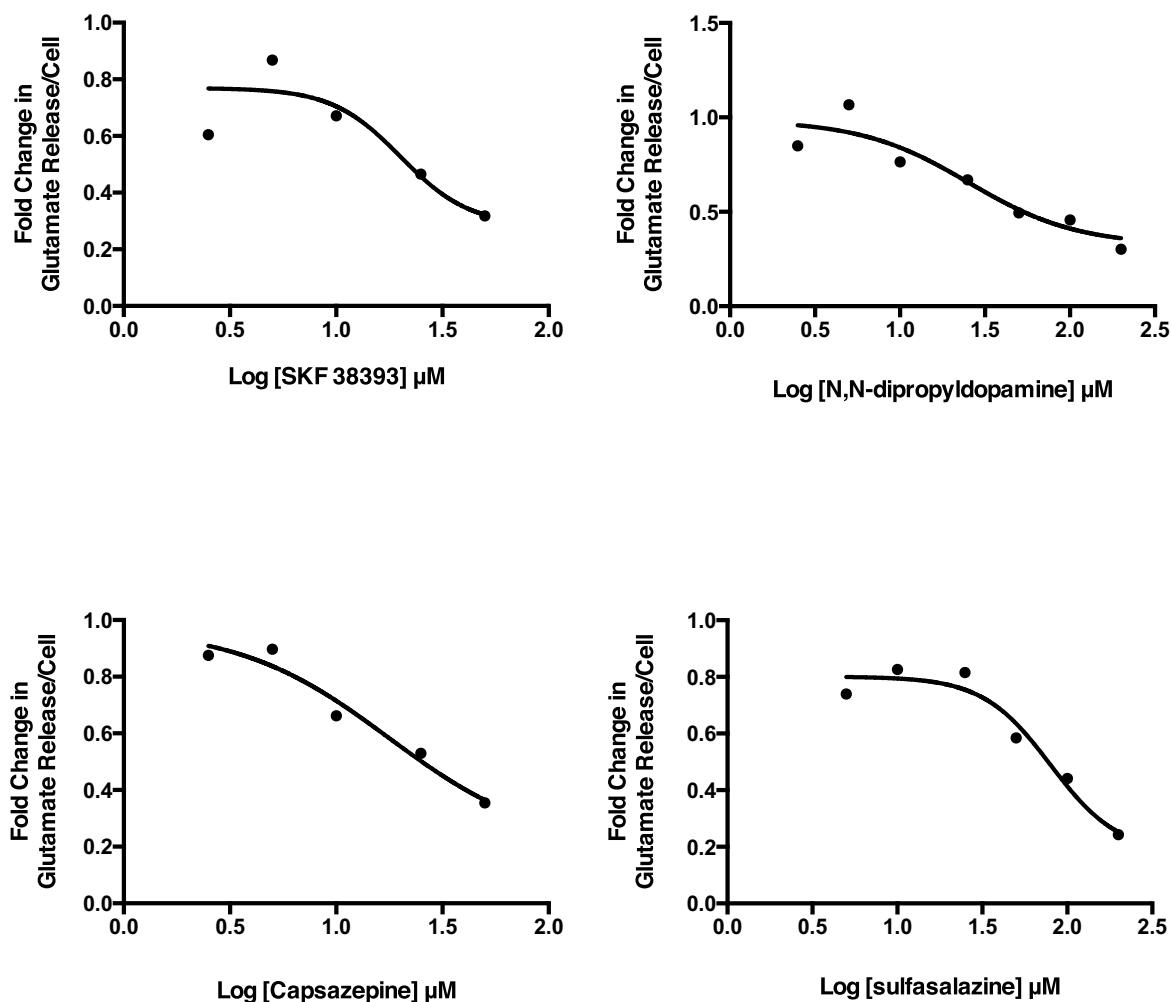 Fold Change in
Glutamate Release/Cell
1.0
0.8
0.6
0.4
0.2
0.0
0.0 0.5 1.0 1.5 2.0
Log [SKF 38393] µM
Fold Change in
Glutamate Release/Cell
1.5
1.0
0.5
0.0
0.0 0.5 1.0 1.5 2.0 2.5
Log [N,N-dipropyldopamine] µM
Fold Change in
Glutamate Release/Cell
1.0
0.8
0.6
0.4
0.2
0.0
0.0 0.5 1.0 1.5 2.0
Log [Capsazepine] µM
Fold Change in
Glutamate Release/Cell
1.0
0.8
0.6
0.4
0.2
0.0
0.0 0.5 1.0 1.5 2.0 2.5
Log [sulfasalazine] µM